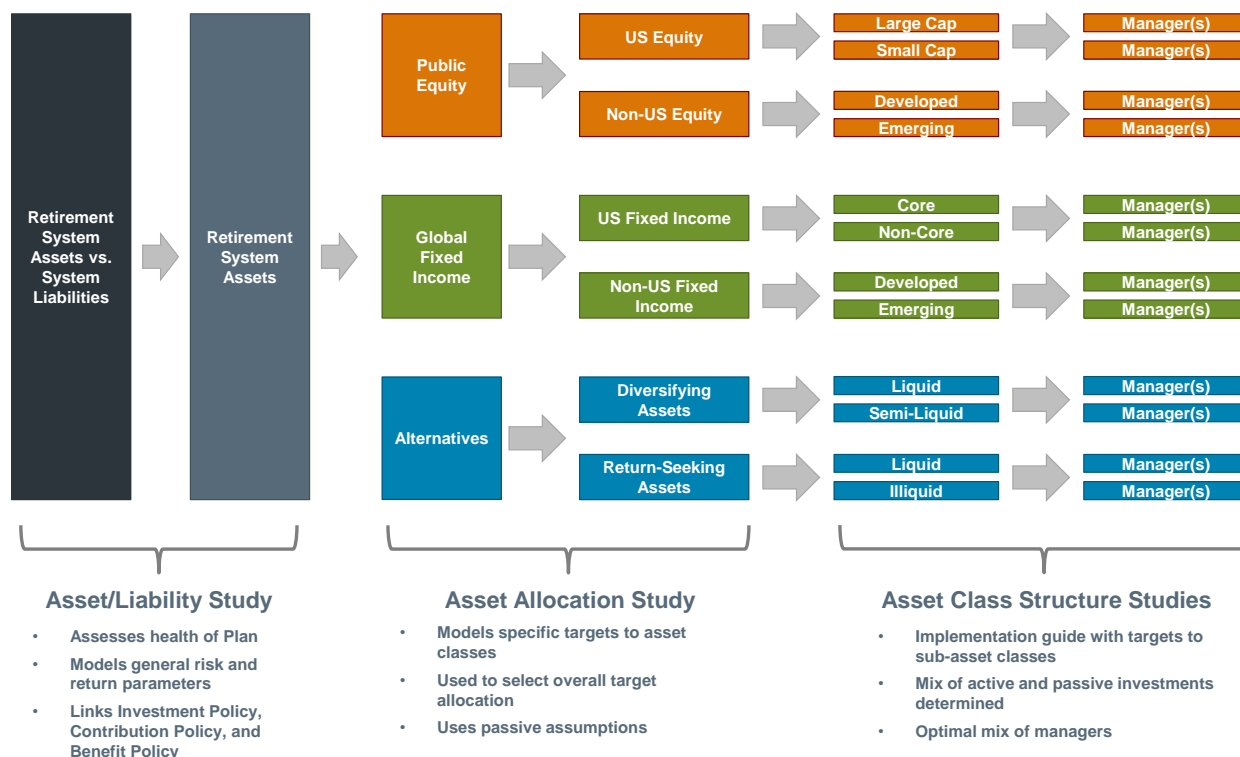 Retirement
System
Assets vs.
System
Liabilities
Retirement
System
Assets
Public
Equity
US Equity
Large Cap
Small Cap
Manager(s)
Manager(s)
Non-US Equity
Developed
Emerging
Manager(s)
Manager(s)
Global
Fixed
Income
US Fixed Income
Core
Non-Core
Manager(s)
Manager(s)
Non-US Fixed
Income
Developed
Emerging
Manager(s)
Manager(s)
Alternatives
Diversifying
Assets
Liquid
Semi-Liquid
Manager(s)
Manager(s)
Return-Seeking
Assets
Liquid
Illiquid
Manager(s)
Manager(s)
Asset/Liability Study
• Assesses health of Plan
• Models general risk and
return parameters
• Links Investment Policy,
Contribution Policy, and
Benefit Policy
Asset Allocation Study
• Models specific targets to asset
classes
• Used to select overall target
allocation
• Uses passive assumptions
Asset Class Structure Studies
• Implementation guide with targets to
sub-asset classes
• Mix of active and passive investments
determined
• Optimal mix of managers